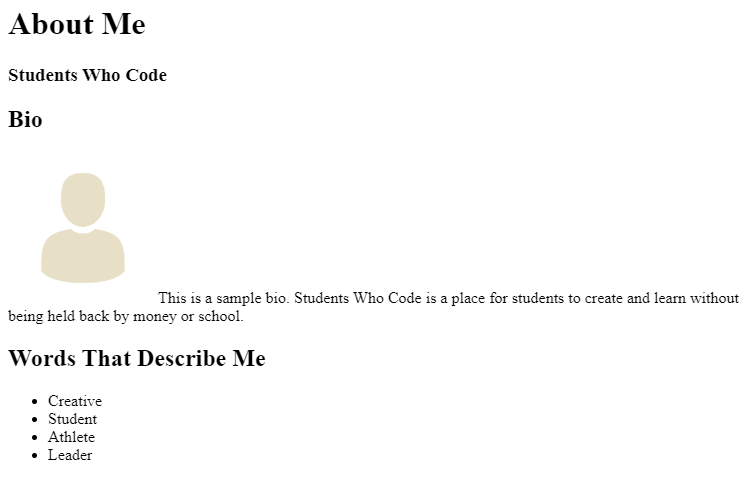 About Me
Students Who Code
Bio
This is a sample bio. Students Who Code is a place for students to create and learn without
being held back by money or school.
Words That Describe Me
• Creative
• Student
• Athlete
• Leader